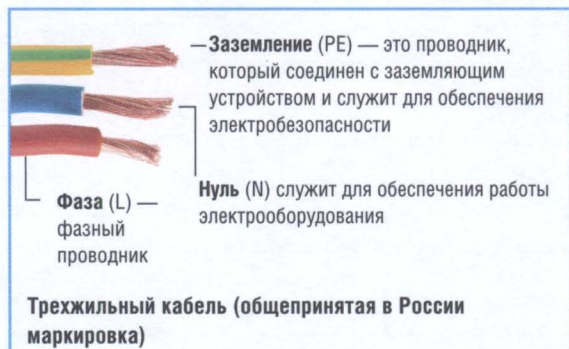 Заземление (PE) — это проводник,
который соединен с заземляющим
устройством и служит для обеспечения
электробезопасности
Нуль (N) служит для обеспечения работы
электрооборудования
Фаза (L) —
фазный
проводник
Трехжильный кабель (общепринятая в России
маркировка)